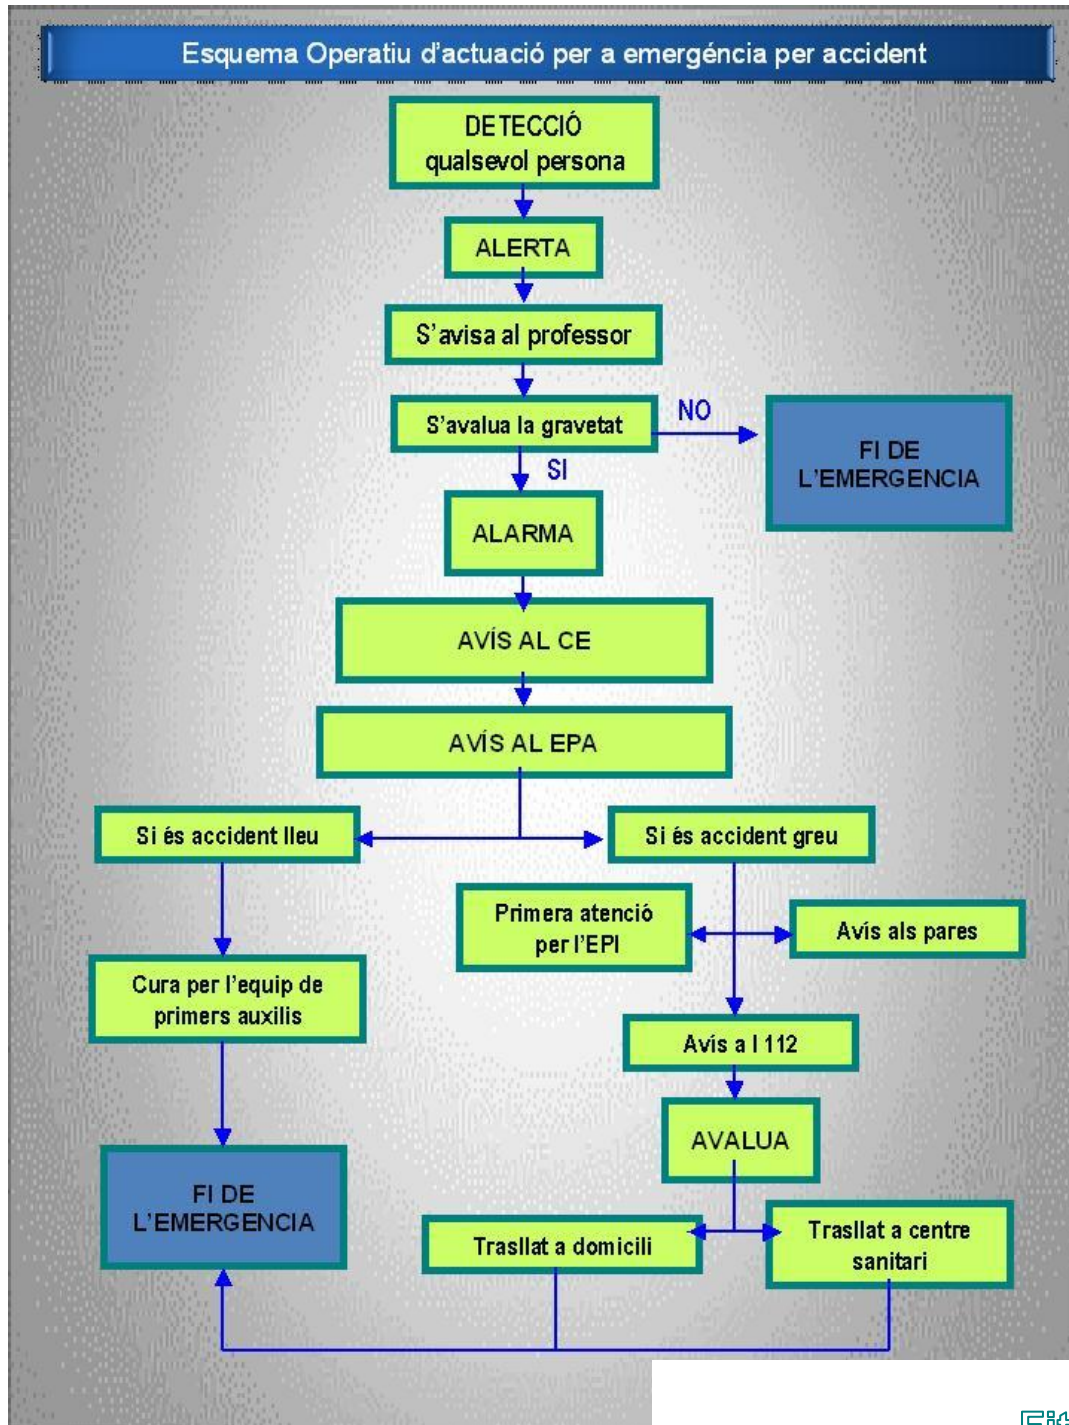 Esquema Operatiu d'actuació per a emergéncia per accident
DETECCIÓ
qualsevol persona
ALERTA
S'avisa al professor
S'avalua la gravetat
NO
FI DE
L'EMERGENCIA
SI
ALARMA
AVÍS AL CE
AVÍS AL EPA
Si és accident lleu
Si és accident greu
Primera atenció
per l'EPI
Avís als pares
Cura per l'equip de
primers auxilis
Avís a l 112
AVALUA
FI DE
L'EMERGENCIA
Trasllat a domicili
Trasllat a centre
sanitari